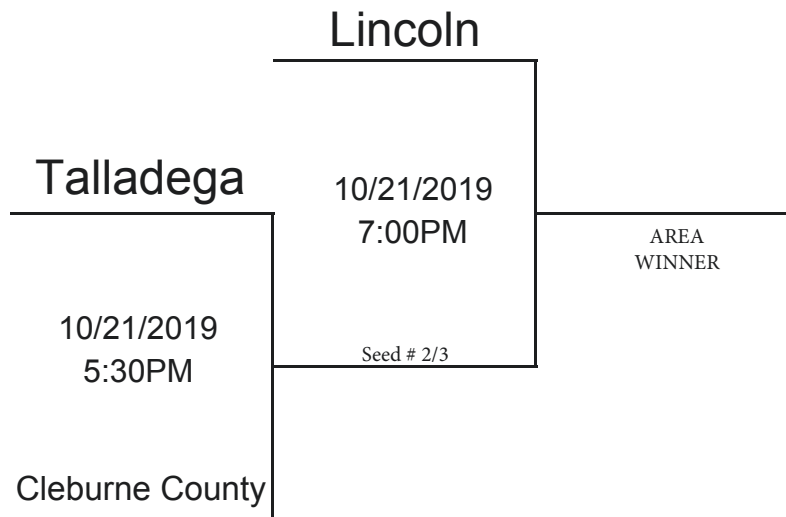 Lincoln
Talladega
10/21/2019
7:00PM
AREA
WINNER
10/21/2019
5:30PM
Seed # 2/3
Cleburne County